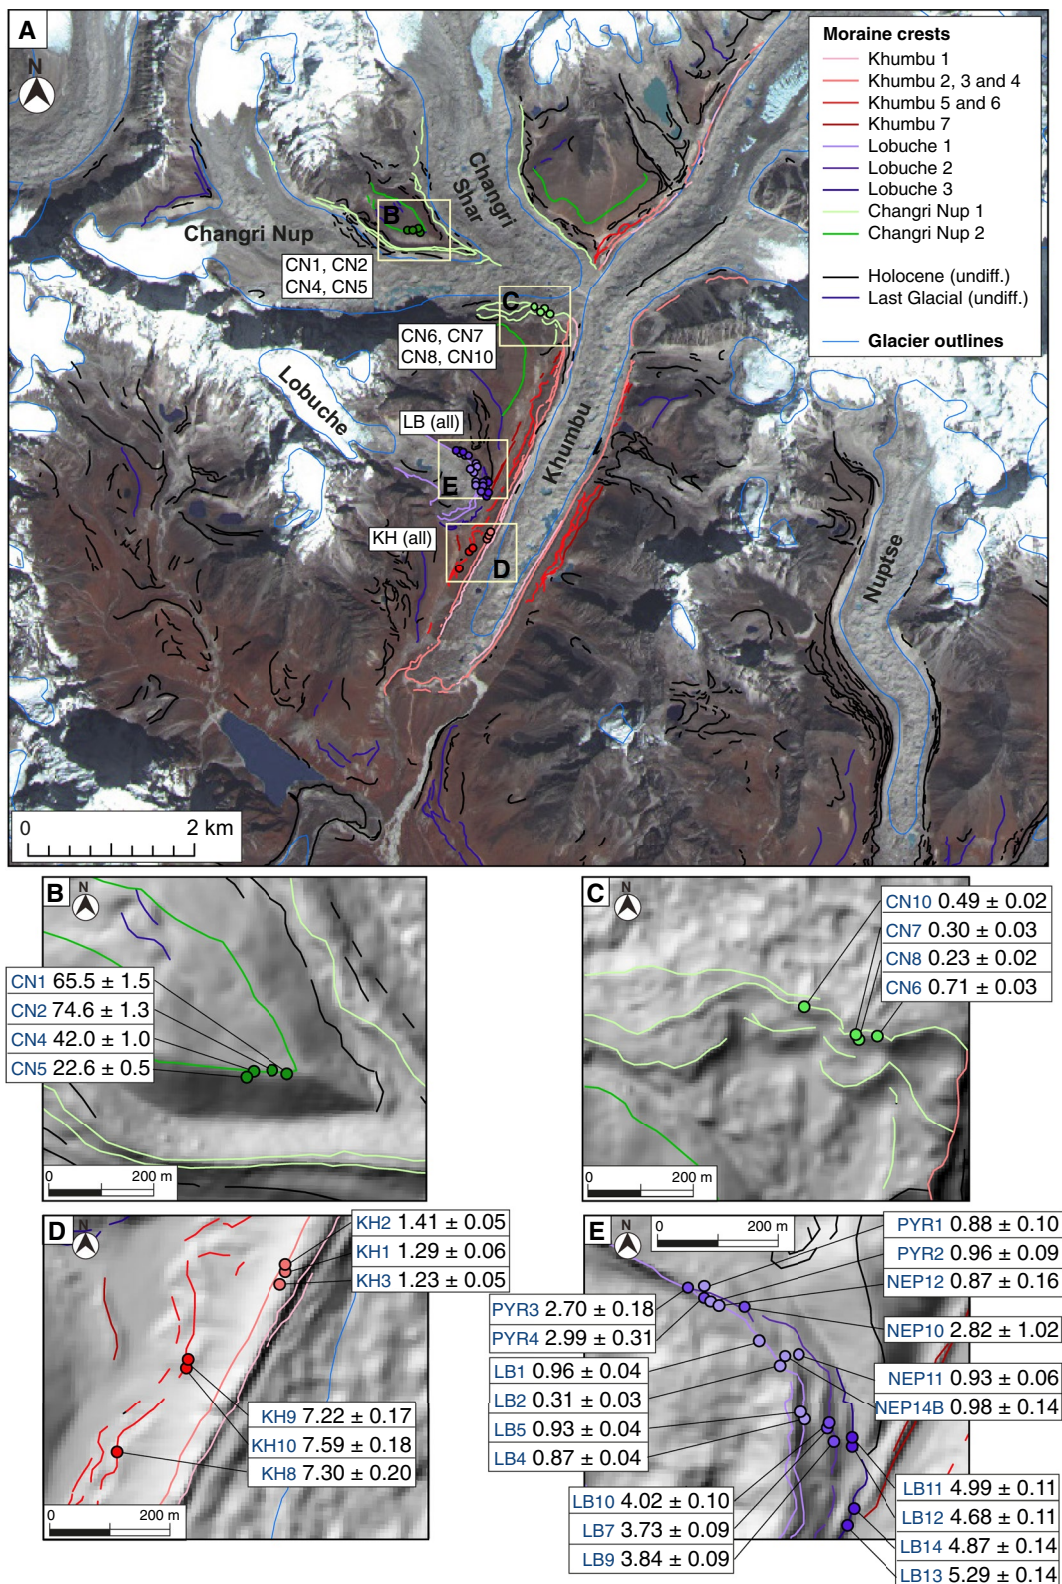 A
N
Moraine crests
Khumbu 1
Khumbu 2, 3 and 4
Khumbu 5 and 6
Khumbu 7
Lobuche 1
Lobuche 2
Lobuche 3
Changri Nup 1
Changri Nup 2
Holocene (undiff.)
Last Glacial (undiff.)
Glacier outlines
Changri
Shar
B
Changri Nup
CN1, CN2
CN4, CN5
C
CN6, CN7
CN8, CN10
Lobuche
LB (all)
Khumbu
E
KH (all)
D
Nuptse
0 2 km
B
N
CN1 65.5 ± 1.5
CN2 74.6 ± 1.3
CN4 42.0 ± 1.0
CN5 22.6 ± 0.5
0 200 m
C
N
CN10 0.49 ± 0.02
CN7 0.30 ± 0.03
CN8 0.23 ± 0.02
CN6 0.71 ± 0.03
0 200 m
D
N
KH2 1.41 ± 0.05
KH1 1.29 ± 0.06
KH3 1.23 ± 0.05
KH9 7.22 ± 0.17
KH10 7.59 ± 0.18
KH8 7.30 ± 0.20
0 200 m
E
N
0 200 m
PYR1 0.88 ± 0.10
PYR2 0.96 ± 0.09
NEP12 0.87 ± 0.16
PYR3 2.70 ± 0.18
PYR4 2.99 ± 0.31
NEP10 2.82 ± 1.02
LB1 0.96 ± 0.04
LB2 0.31 ± 0.03
LB5 0.93 ± 0.04
LB4 0.87 ± 0.04
NEP11 0.93 ± 0.06
NEP14B 0.98 ± 0.14
LB10 4.02 ± 0.10
LB7 3.73 ± 0.09
LB9 3.84 ± 0.09
LB11 4.99 ± 0.11
LB12 4.68 ± 0.11
LB14 4.87 ± 0.14
LB13 5.29 ± 0.14